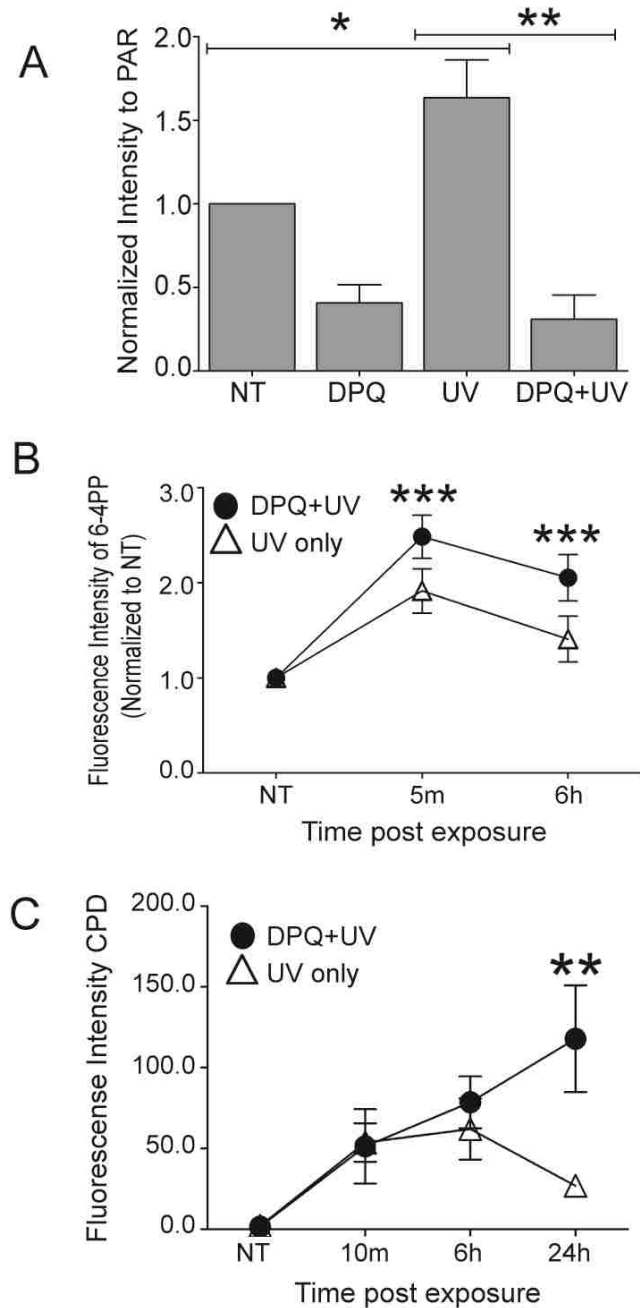 A
Normalized Intensity to PAR
* **
2.0
1.5
1.0
0.5
0.0
NT DPQ UV DPQ+UV
B
Fluorescence Intensity of 6-4PP
(Normalized to NT)
3.0
2.0
1.0
0.0
DPQ+UV
UV only
*** ***
NT 5m 6h
Time post exposure
C
Fluorescense Intensity CPD
200.0
150.0
100.0
50.0
0.0
DPQ+UV
UV only
**
NT 10m 6h 24h
Time post exposure